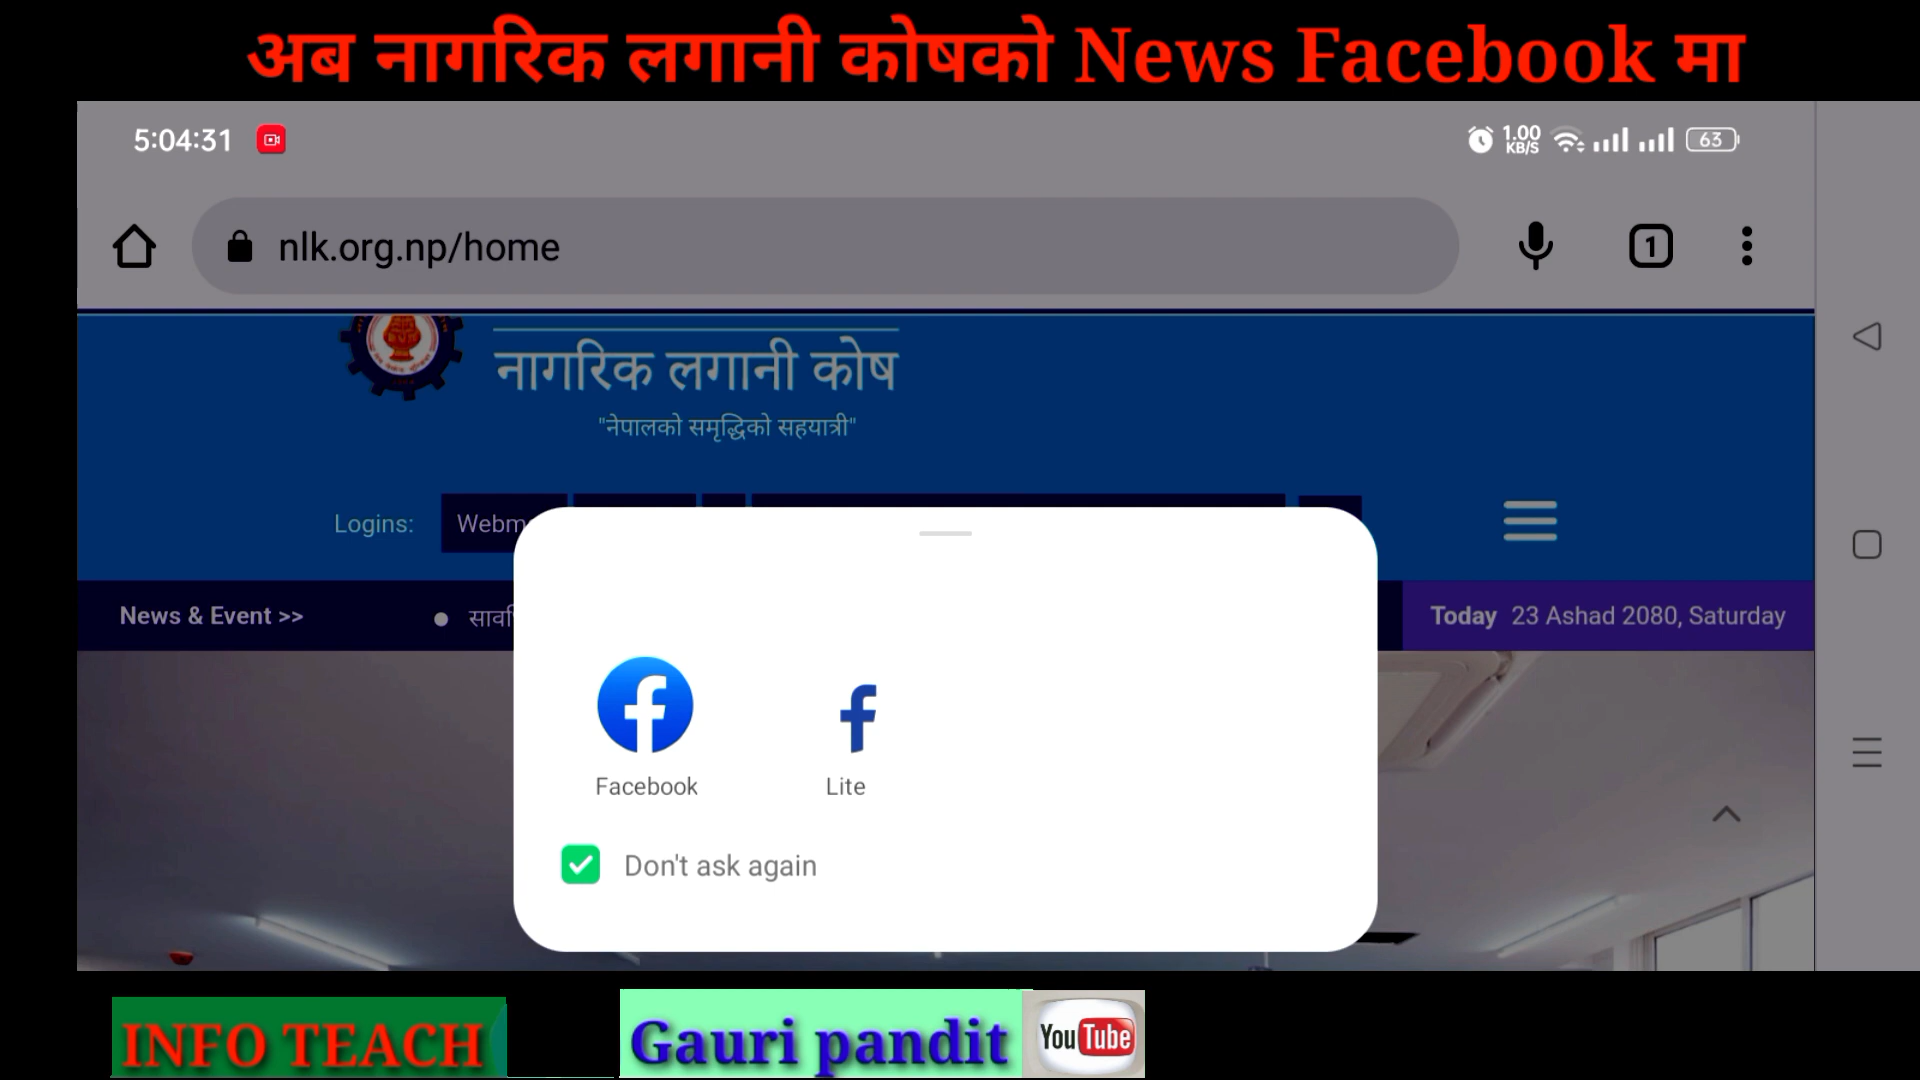 अब नागरिक लगानी कोषको News Facebook मा
5:04:31
1.00 KB/S
63
nlk.org.np/home
1
नागरिक लगानी कोष
"नेपालको समृद्धिको सहयात्री"
Logins:
News & Event >>
Today 23 Ashad 2080, Saturday
Facebook
Lite
Don't ask again
INFO TEACH
Gauri pandit
YouTube